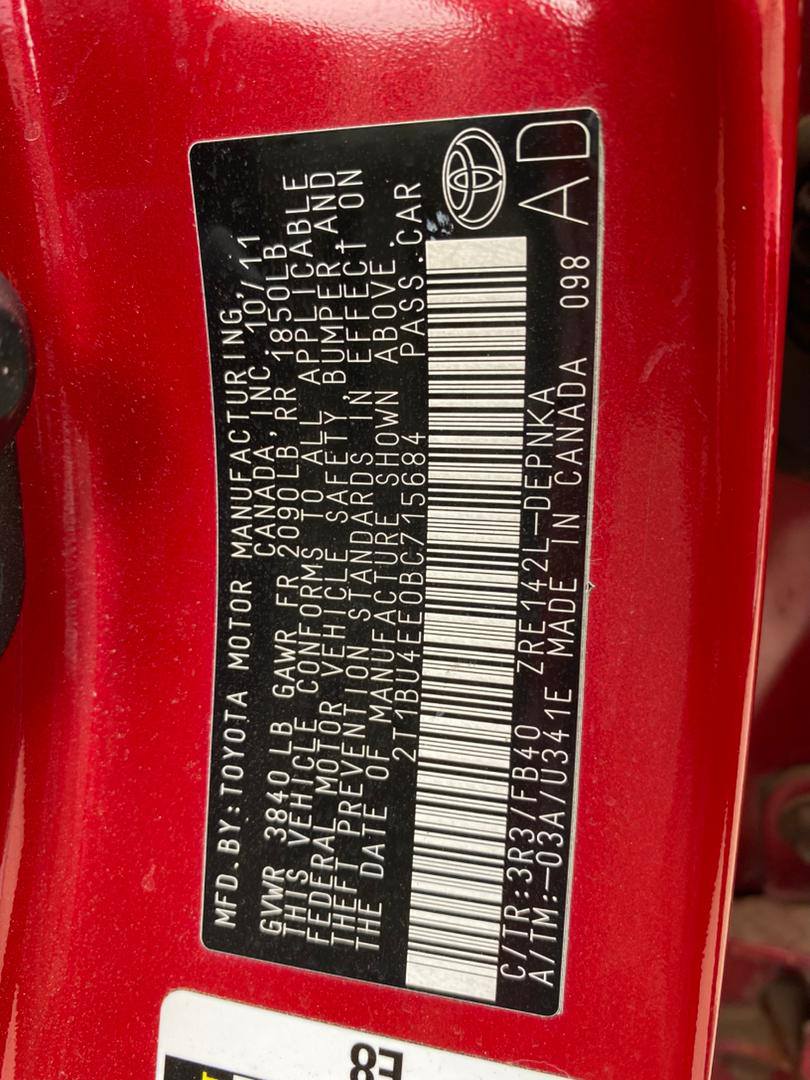 MFD.BY:TOYOTA MOTOR MANUFACTURING,
CANADA, INC. 10/11
GVWR 3840 LB GAWR FR 2090LB RR 1850LB
THIS VEHICLE CONFORMS TO ALL APPLICABLE
FEDERAL MOTOR VEHICLE SAFETY, BUMPER AND
THEFT PREVENTION STANDARDS IN EFFECT ON
THE DATE OF MANUFACTURE SHOWN ABOVE.
2T1BU4EE0BC715684 PASS.CAR
C/TR:3R3/FB40 ZRE142L-DEPNKA
A/TM:-03A/U341E MADE IN CANADA 098
AD